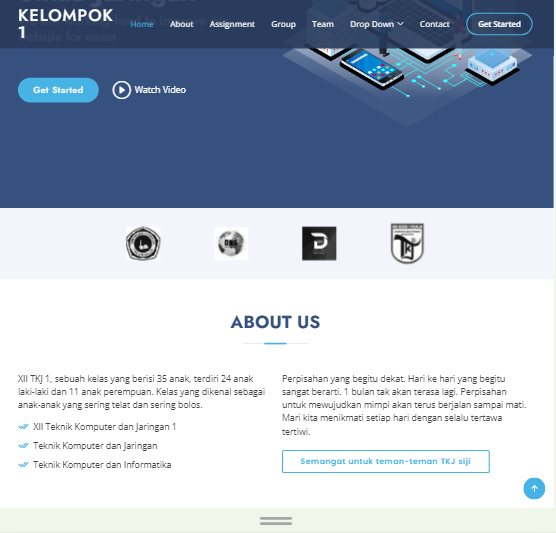 KELOMPOK
1
Home
About
Assignment
Group
Team
Drop Down
Contact
Get Started
website for exam
Get Started
Watch Video
DNS
D
TKJ
ABOUT US
XII TKJ 1, sebuah kelas yang berisi 35 anak, terdiri 24 anak
laki-laki dan 11 anak perempuan. Kelas yang dikenal sebagai
anak-anak yang sering telat dan sering bolos.
XII Teknik Komputer dan Jaringan 1
Teknik Komputer dan Jaringan
Teknik Komputer dan Informatika
Perpisahan yang begitu dekat. Hari ke hari yang begitu
sangat berarti. 1 bulan tak akan terasa lagi. Perpisahan
untuk mewujudkan mimpi akan terus berjalan sampai mati.
Mari kita menikmati setiap hari dengan selalu tertawa
tertiwi.
Semangat untuk teman-teman TKJ siji